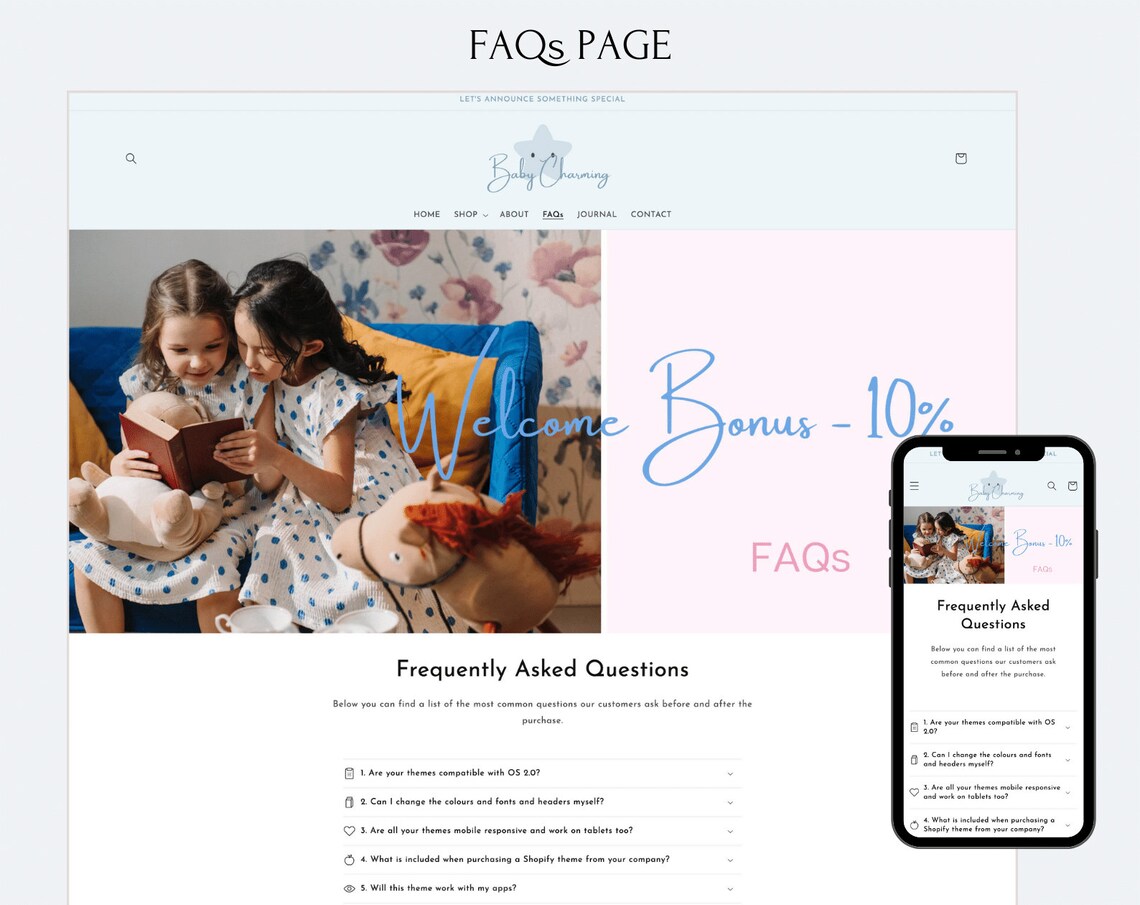 FAQs PAGE
LET'S ANNOUNCE SOMETHING SPECIAL
Baby Charming
HOME SHOP ABOUT FAQs JOURNAL CONTACT
Welcome Bonus - 10%
FAQs
Frequently Asked Questions
Below you can find a list of the most common questions our customers ask before and after the
purchase.
1. Are your themes compatible with OS 2.0?
2. Can I change the colours and fonts and headers myself?
3. Are all your themes mobile responsive and work on tablets too?
4. What is included when purchasing a Shopify theme from your company?
5. Will this theme work with my apps?
Baby Charming
Welcome Bonus - 10%
FAQs
Frequently Asked
Questions
Below you can find a list of the most
common questions our customers ask
before and after the purchase.
1. Are your themes compatible with OS
2.0?
2. Can I change the colours and fonts
and headers myself?
3. Are all your themes mobile responsive
and work on tablets too?
4. What is included when purchasing a
Shopify theme from your company?